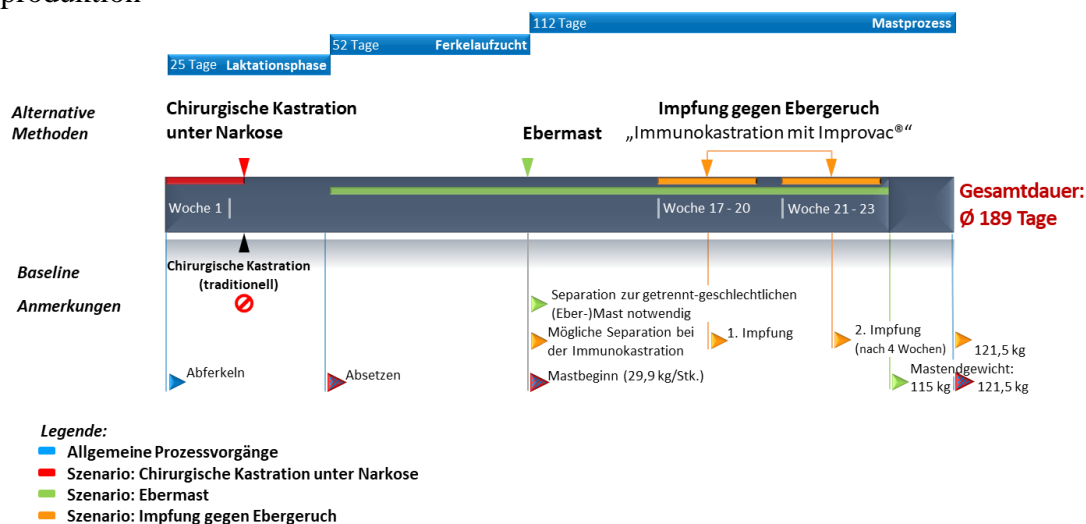 produktion
112 Tage Mastprozess
52 Tage Ferkelaufzucht
25 Tage Laktationsphase
Alternative
Methoden
Chirurgische Kastration
unter Narkose
Ebermast
Impfung gegen Ebergeruch
„Immunokastration mit Improvac®“
Woche 1
Woche 17 - 20
Woche 21 - 23
Gesamtdauer:
Ø 189 Tage
Baseline
Chirurgische Kastration
(traditionell)
Anmerkungen
Separation zur getrennt-geschlechtlichen
(Eber-)Mast notwendig
Mögliche Separation bei
der Immunokastration
1. Impfung
2. Impfung
(nach 4 Wochen)
121,5 kg
Abferkeln
Absetzen
Mastbeginn (29,9 kg/Stk.)
Mastendgewicht:
115 kg
121,5 kg
Legende:
Allgemeine Prozessvorgänge
Szenario: Chirurgische Kastration unter Narkose
Szenario: Ebermast
Szenario: Impfung gegen Ebergeruch